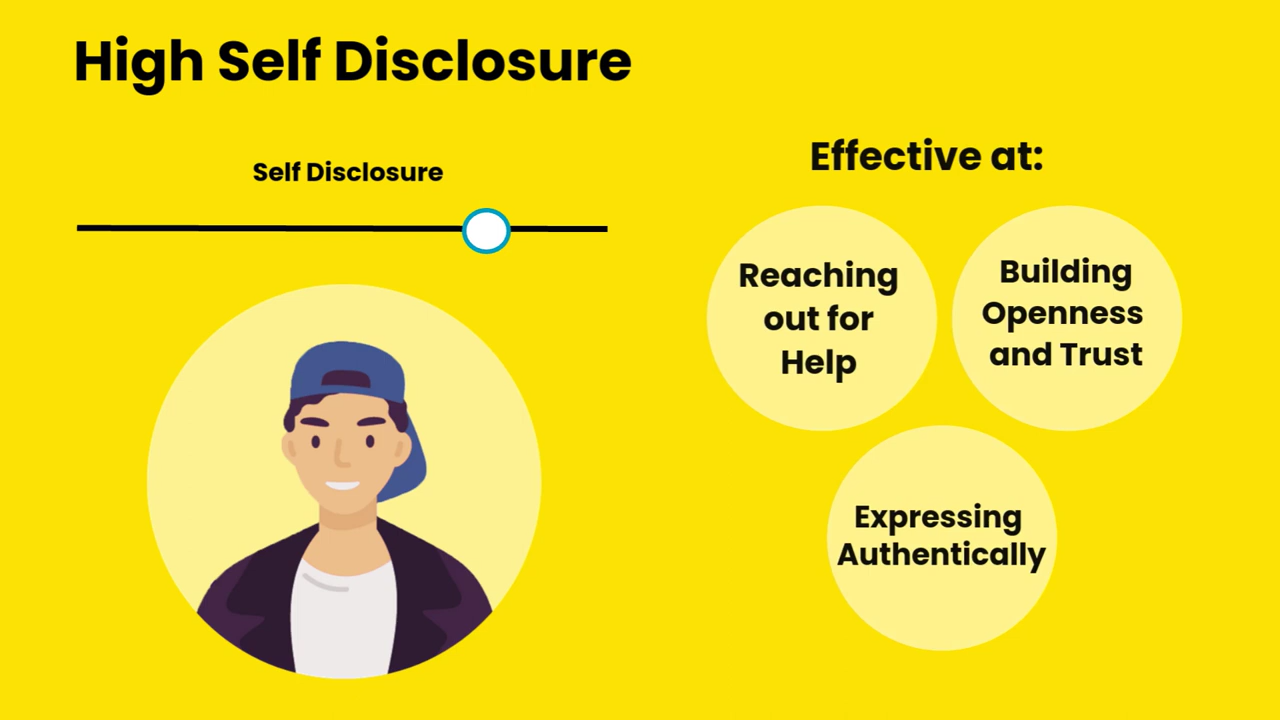 High Self Disclosure
Self Disclosure
Effective at:
Reaching
out for
Help
Building
Openness
and Trust
Expressing
Authentically